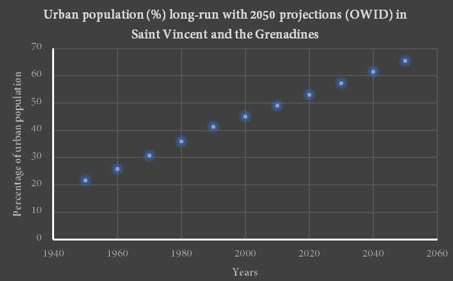 Urban population (%) long-run with 2050 projections (OWID) in
Saint Vincent and the Grenadines
Percentage of urban population
70
60
50
40
30
20
10
0
1940 1960 1980 2000 2020 2040 2060
Years